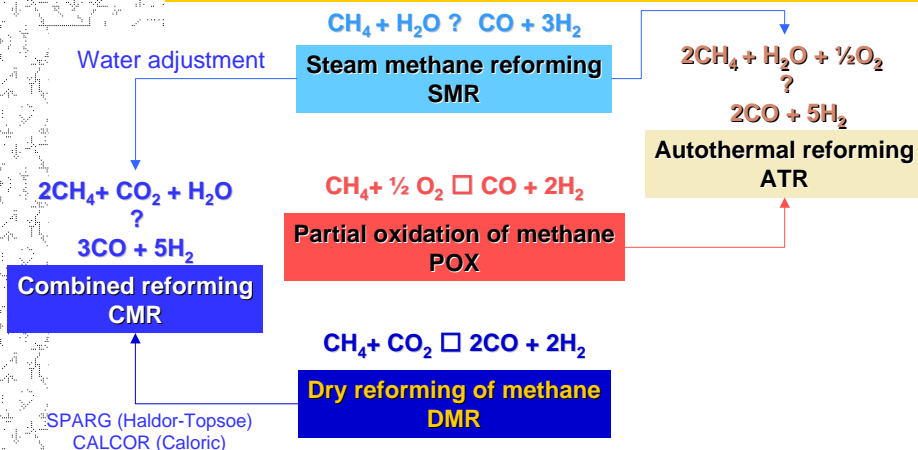 CH₄ + H₂O ? CO + 3H₂
Water adjustment
Steam methane reforming
SMR
2CH₄ + H₂O + ½O₂
?
2CO + 5H₂
Autothermal reforming
ATR
2CH₄+ CO₂ + H₂O
?
3CO + 5H₂
Combined reforming
CMR
CH₄+ ½ O₂ □ CO + 2H₂
Partial oxidation of methane
POX
CH₄+ CO₂ □ 2CO + 2H₂
Dry reforming of methane
DMR
SPARG (Haldor-Topsoe)
CALCOR (Caloric)